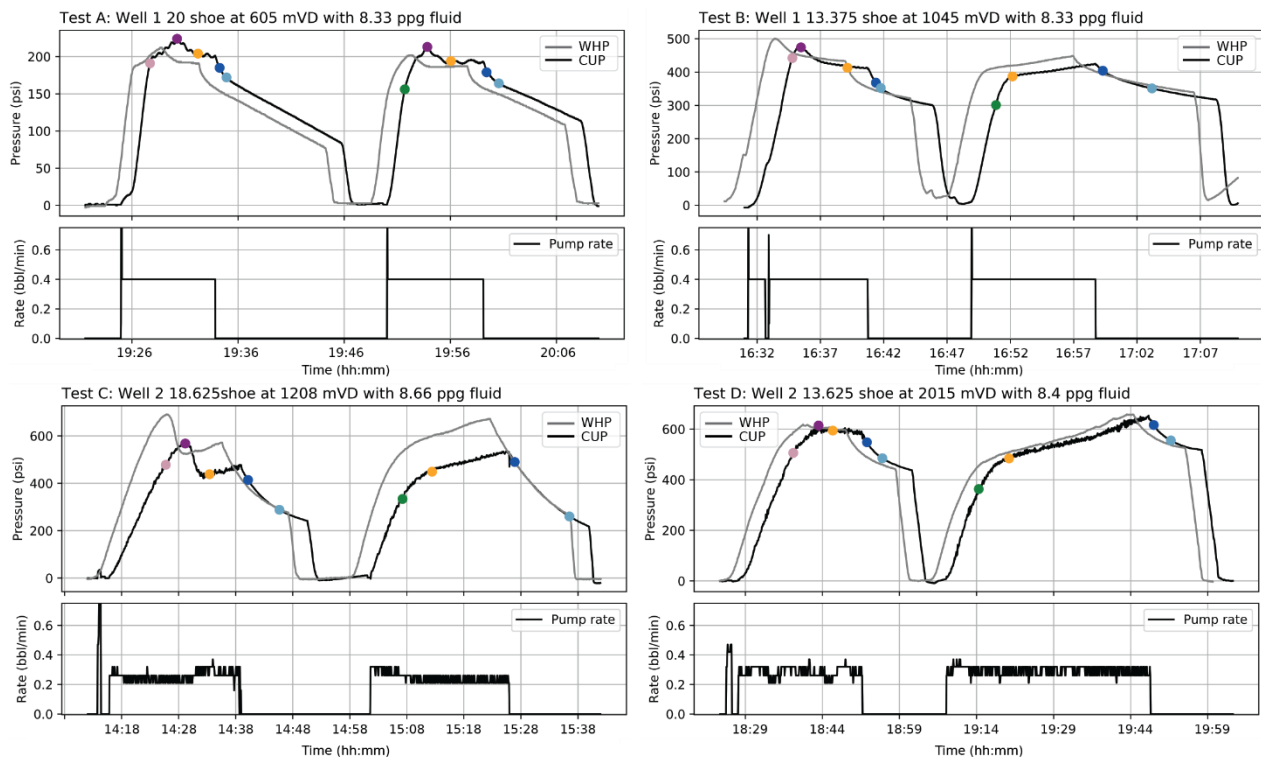 Test A: Well 1 20 shoe at 605 mVD with 8.33 ppg fluid
Pressure (psi)
200
150
100
50
0
WHP
CUP
Rate (bbl/min)
0.6
0.4
0.2
0.0
Pump rate
19:26 19:36 19:46 19:56 20:06
Time (hh:mm)
Test B: Well 1 13.375 shoe at 1045 mVD with 8.33 ppg fluid
Pressure (psi)
500
400
300
200
100
0
WHP
CUP
Rate (bbl/min)
0.6
0.4
0.2
0.0
Pump rate
16:32 16:37 16:42 16:47 16:52 16:57 17:02 17:07
Time (hh:mm)
Test C: Well 2 18.625shoe at 1208 mVD with 8.66 ppg fluid
Pressure (psi)
600
400
200
0
WHP
CUP
Rate (bbl/min)
0.6
0.4
0.2
0.0
Pump rate
14:18 14:28 14:38 14:48 14:58 15:08 15:18 15:28 15:38
Time (hh:mm)
Test D: Well 2 13.625 shoe at 2015 mVD with 8.4 ppg fluid
Pressure (psi)
600
400
200
0
WHP
CUP
Rate (bbl/min)
0.6
0.4
0.2
0.0
Pump rate
18:29 18:44 18:59 19:14 19:29 19:44 19:59
Time (hh:mm)